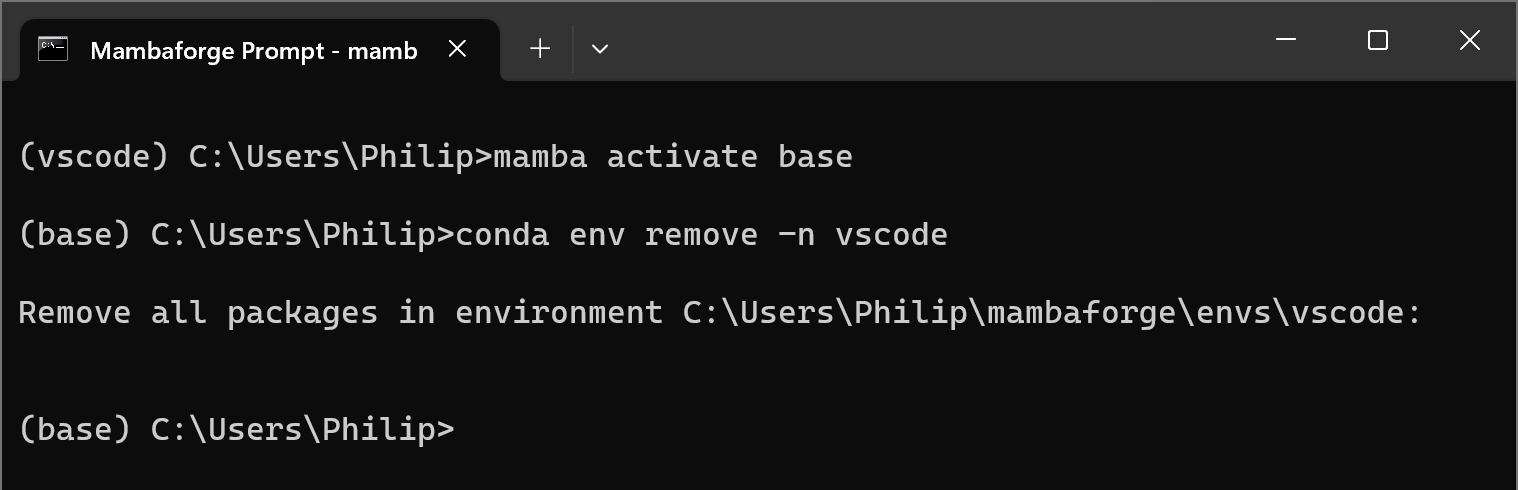 Mambaforge Prompt - mamb
(vscode) C:\Users\Philip>mamba activate base
(base) C:\Users\Philip>conda env remove -n vscode
Remove all packages in environment C:\Users\Philip\mambaforge\envs\vscode:
(base) C:\Users\Philip>